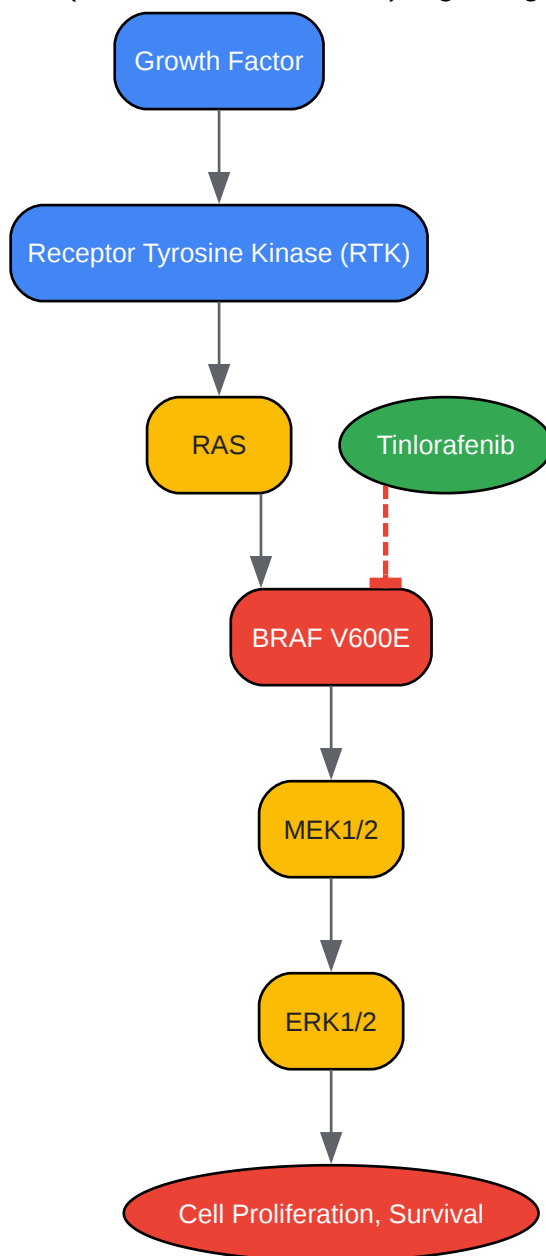 Growth Factor
Receptor Tyrosine Kinase (RTK)
RAS
Tinlorafenib
BRAF V600E
MEK1/2
ERK1/2
Cell Proliferation, Survival